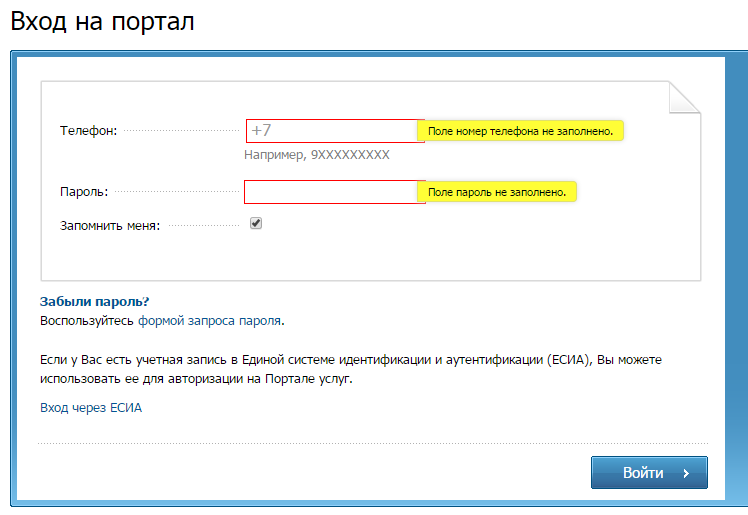 Вход на портал
Телефон: +7 Поле номер телефона не заполнено.
Например, 9XXXXXXXXX
Пароль: Поле пароль не заполнено.
Запомнить меня:
Забыли пароль?
Воспользуйтесь формой запроса пароля.
Если у Вас есть учетная запись в Единой системе идентификации и аутентификации (ЕСИА), Вы можете
использовать ее для авторизации на Портале услуг.
Вход через ЕСИА
Войти